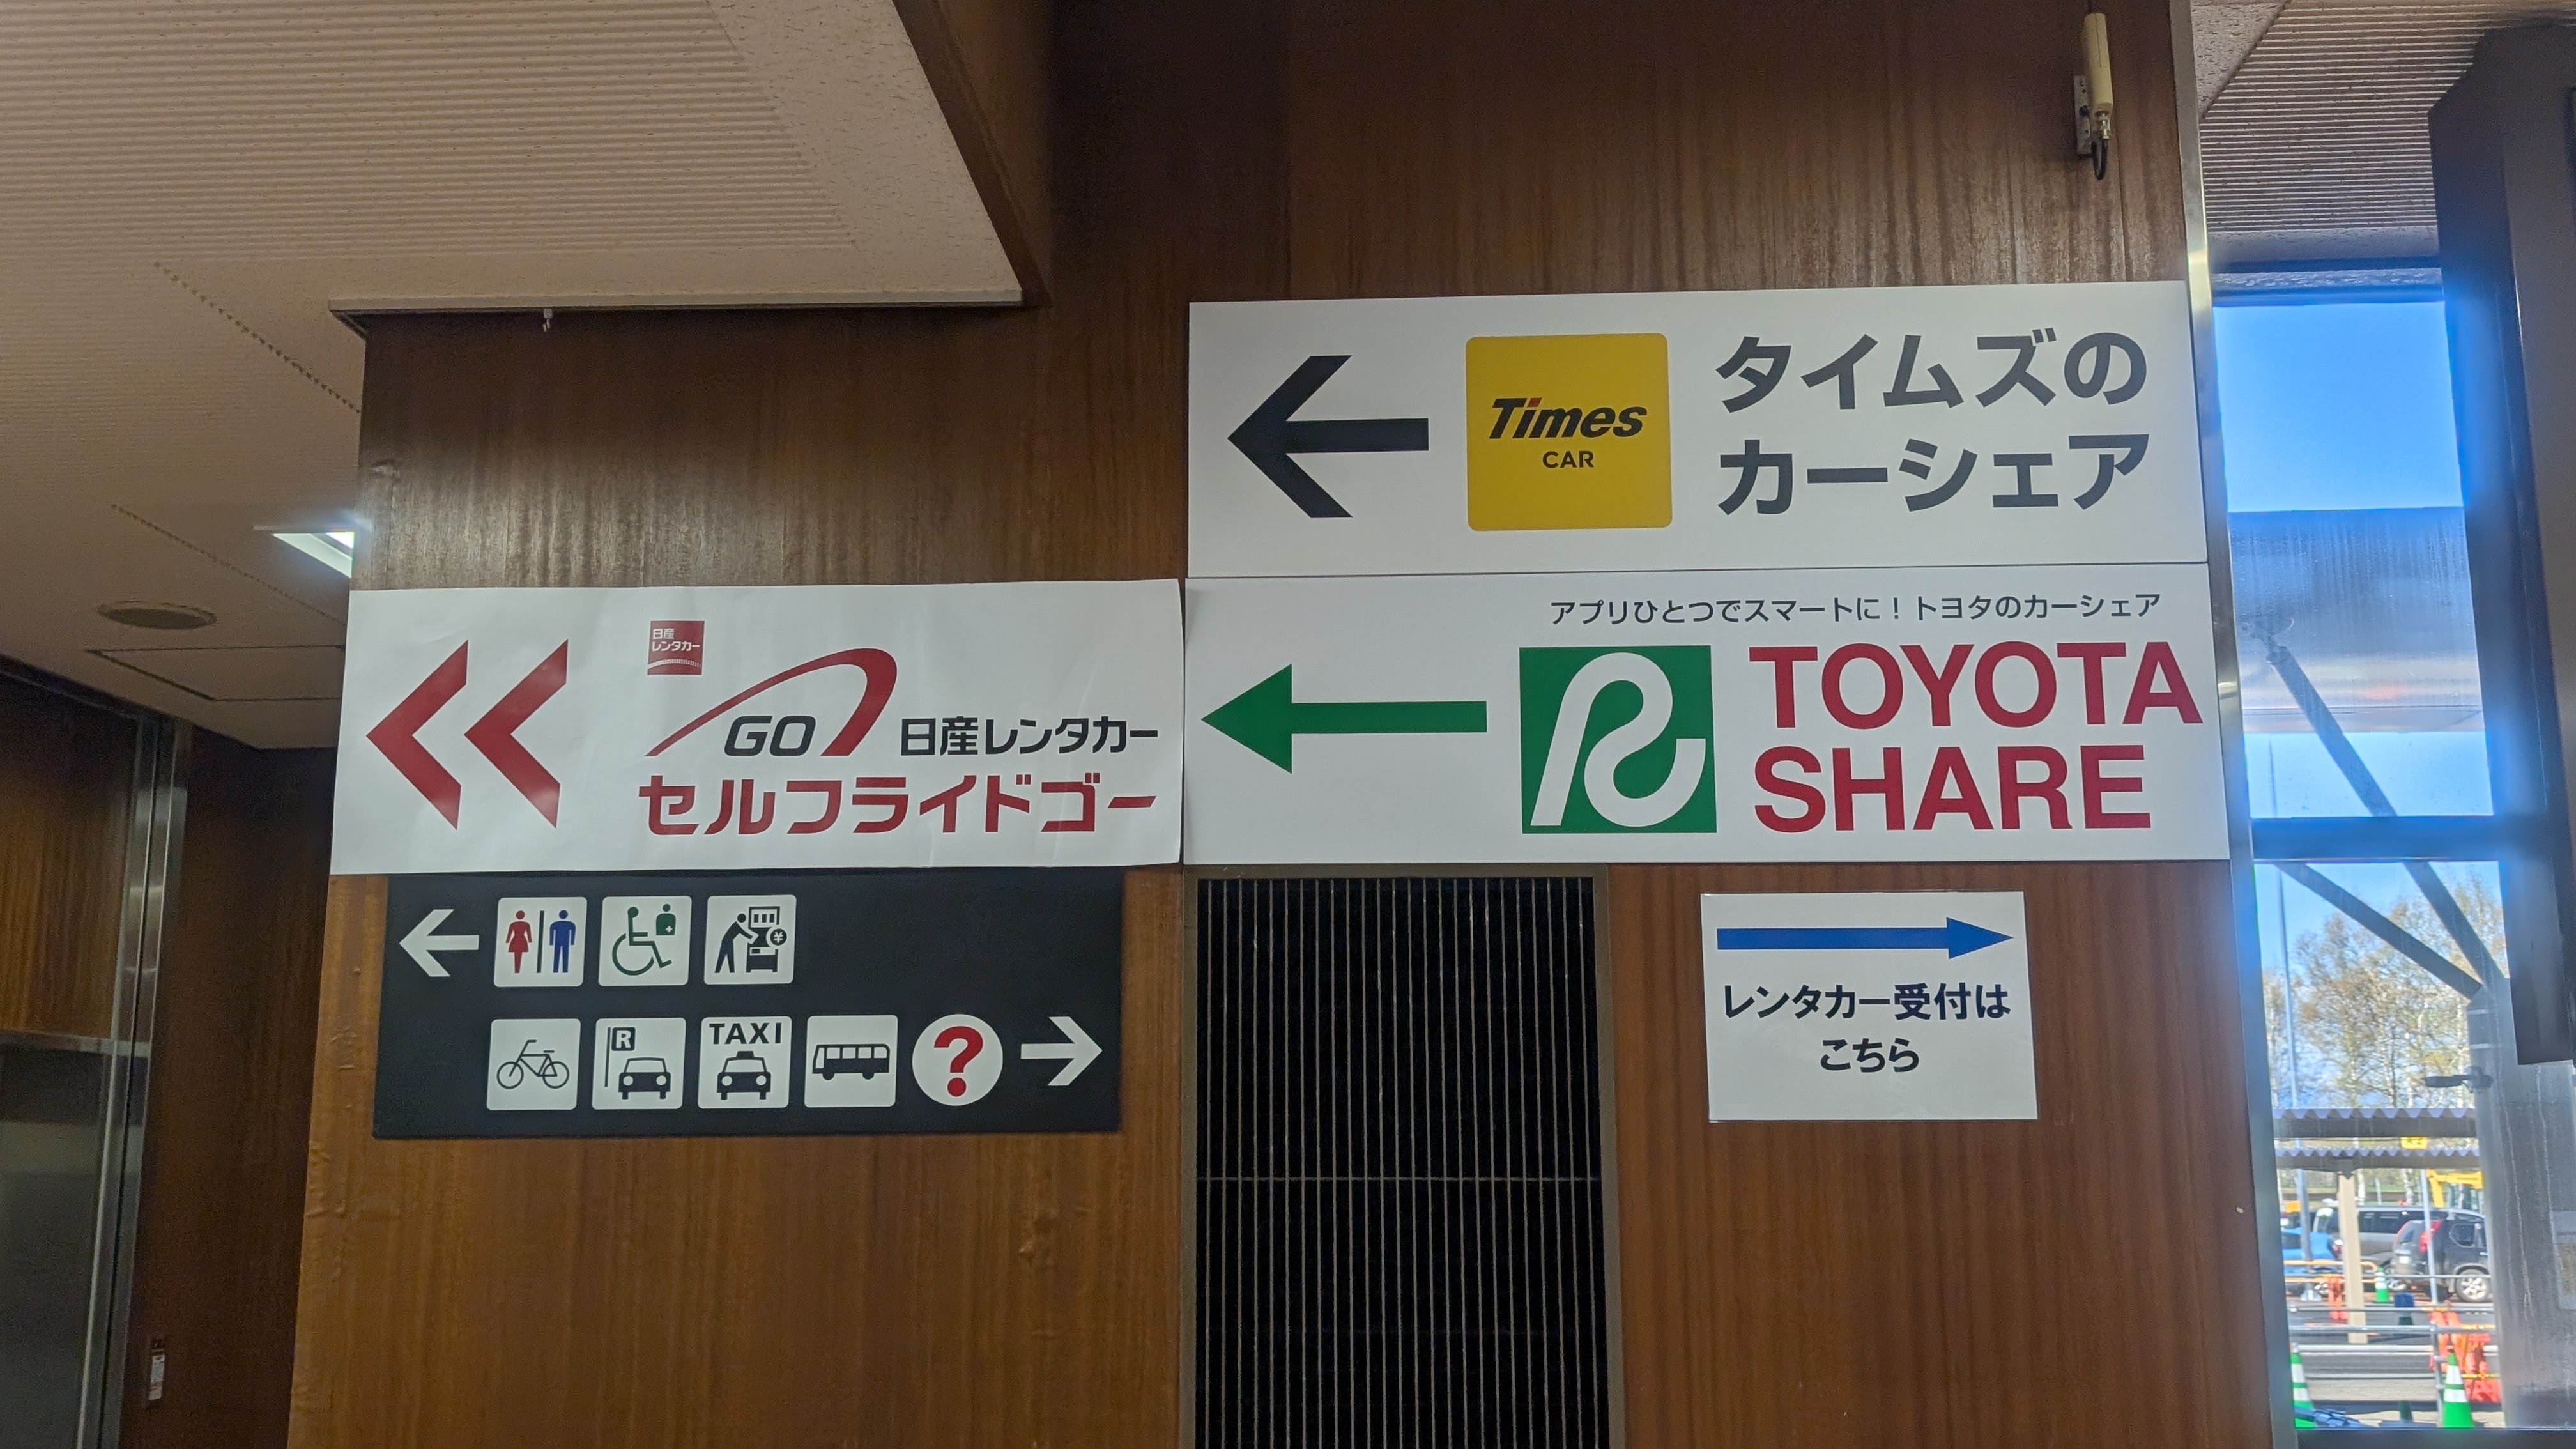 タイムズの
カーシェア
Times
CAR
アプリひとつでスマートに！トヨタのカーシェア
TOYOTA
SHARE
日産
レンタカー
GO 日産レンタカー
セルフライドゴー
R
TAXI
¥
?
レンタカー受付は
こちら